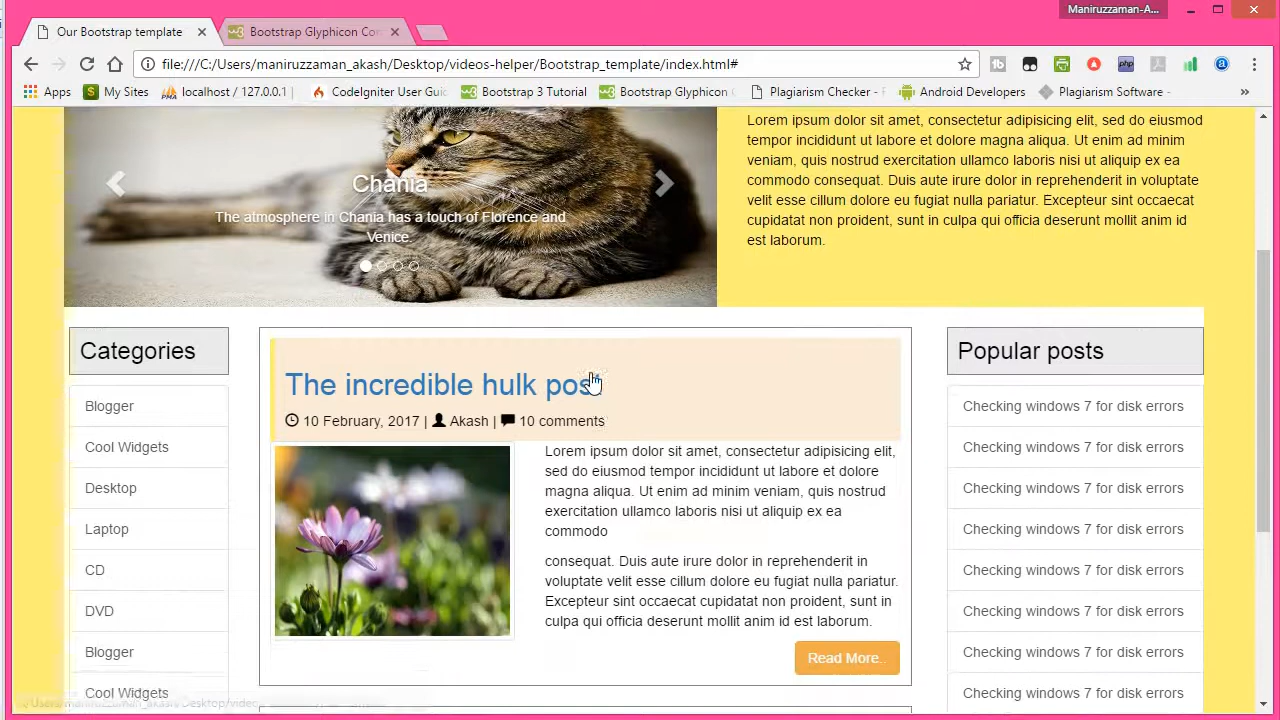 Maniruzzaman-A...
Our Bootstrap template
Bootstrap Glyphicon Con
file:///C:/Users/maniruzzaman_akash/Desktop/videos-helper/Bootstrap_template/index.html#
Apps
My Sites
localhost / 127.0.0.1
CodeIgniter User Gui
Bootstrap 3 Tutorial
Bootstrap Glyphicon
Plagiarism Checker -
Android Developers
Plagiarism Software -
»
Chania
The atmosphere in Chania has a touch of Florence and
Venice.
Lorem ipsum dolor sit amet, consectetur adipisicing elit, sed do eiusmod
tempor incididunt ut labore et dolore magna aliqua. Ut enim ad minim
veniam, quis nostrud exercitation ullamco laboris nisi ut aliquip ex ea
commodo consequat. Duis aute irure dolor in reprehenderit in voluptate
velit esse cillum dolore eu fugiat nulla pariatur. Excepteur sint occaecat
cupidatat non proident, sunt in culpa qui officia deserunt mollit anim id
est laborum.
Categories
Blogger
Cool Widgets
Desktop
Laptop
CD
DVD
Blogger
Cool Widgets
The incredible hulk post
10 February, 2017 | Akash | 10 comments
Lorem ipsum dolor sit amet, consectetur adipisicing elit,
sed do eiusmod tempor incididunt ut labore et dolore
magna aliqua. Ut enim ad minim veniam, quis nostrud
exercitation ullamco laboris nisi ut aliquip ex ea
commodo
consequat. Duis aute irure dolor in reprehenderit in
voluptate velit esse cillum dolore eu fugiat nulla pariatur.
Excepteur sint occaecat cupidatat non proident, sunt in
culpa qui officia deserunt mollit anim id est laborum.
Read More..
Popular posts
Checking windows 7 for disk errors
Checking windows 7 for disk errors
Checking windows 7 for disk errors
Checking windows 7 for disk errors
Checking windows 7 for disk errors
Checking windows 7 for disk errors
Checking windows 7 for disk errors
Checking windows 7 for disk errors